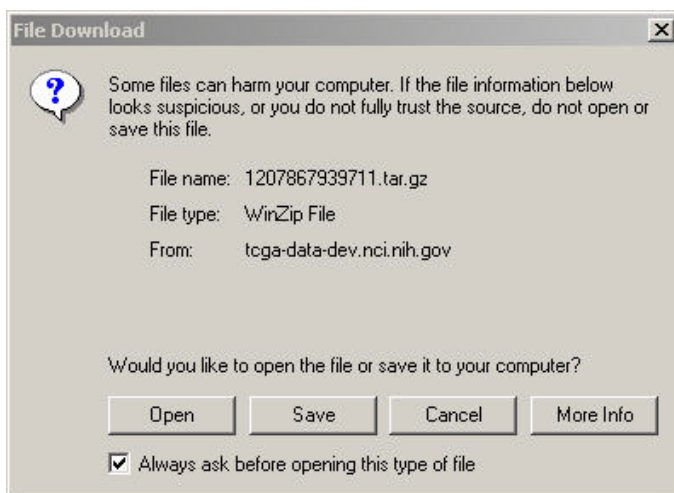 File Download
Some files can harm your computer. If the file information below
looks suspicious, or you do not fully trust the source, do not open or
save this file.
File name: 1207867939711.tar.gz
File type: WinZip File
From: tcga-data-dev.nci.nih.gov
Would you like to open the file or save it to your computer?
Open Save Cancel More Info
Always ask before opening this type of file